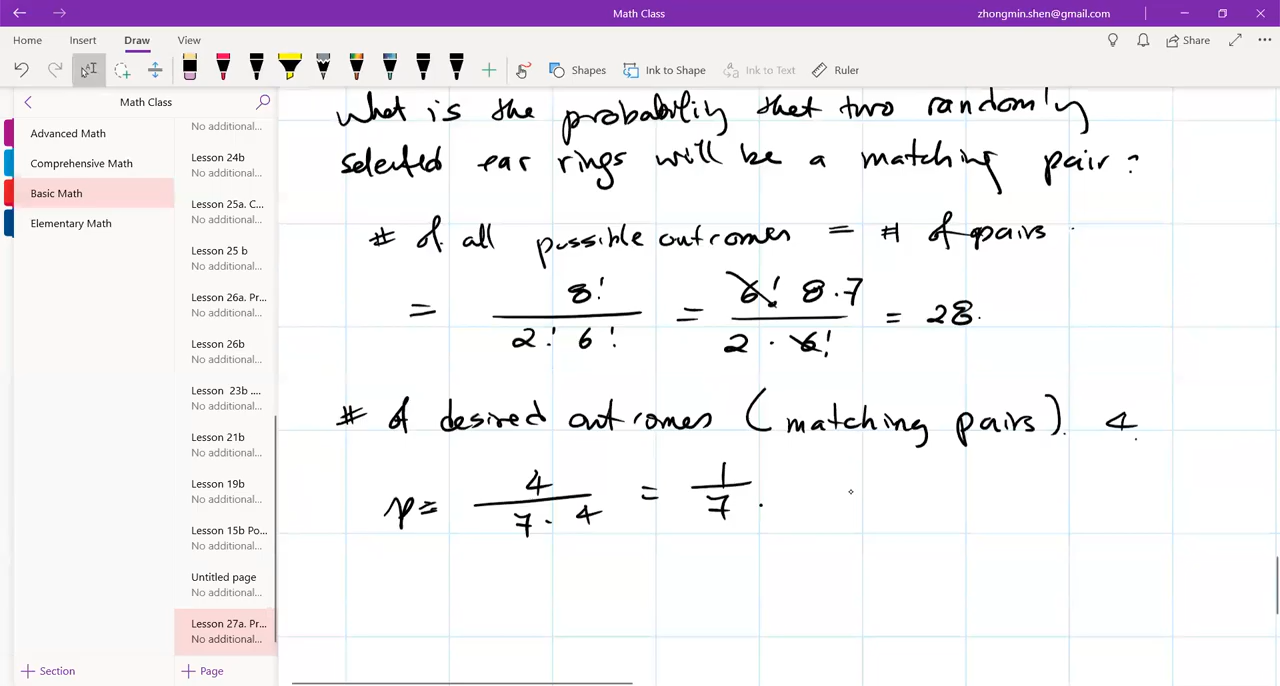 Math Class
zhongmin.shen@gmail.com
Home Insert Draw View
Share
Shapes Ink to Shape Ink to Text Ruler
Math Class
Advanced Math
Comprehensive Math
Basic Math
Elementary Math
No additional...
Lesson 24b
No additional...
Lesson 25a. C...
No additional...
Lesson 25 b
No additional...
Lesson 26a. Pr...
No additional...
Lesson 26b
No additional...
Lesson 23b ....
No additional...
Lesson 21b
No additional...
Lesson 19b
No additional...
Lesson 15b Po...
No additional...
Untitled page
No additional...
Lesson 27a. Pr...
No additional...
+ Section
+ Page
What is the probability that two randomly
selected ear rings will be a matching pair?
# of all possible outcomes = # of pairs.
= 8! / 2! 6! = 6! 8·7 / 2 · 6! = 28.
# of desired outcomes (matching pairs). 4.
p = 4 / 7·4 = 1 / 7.